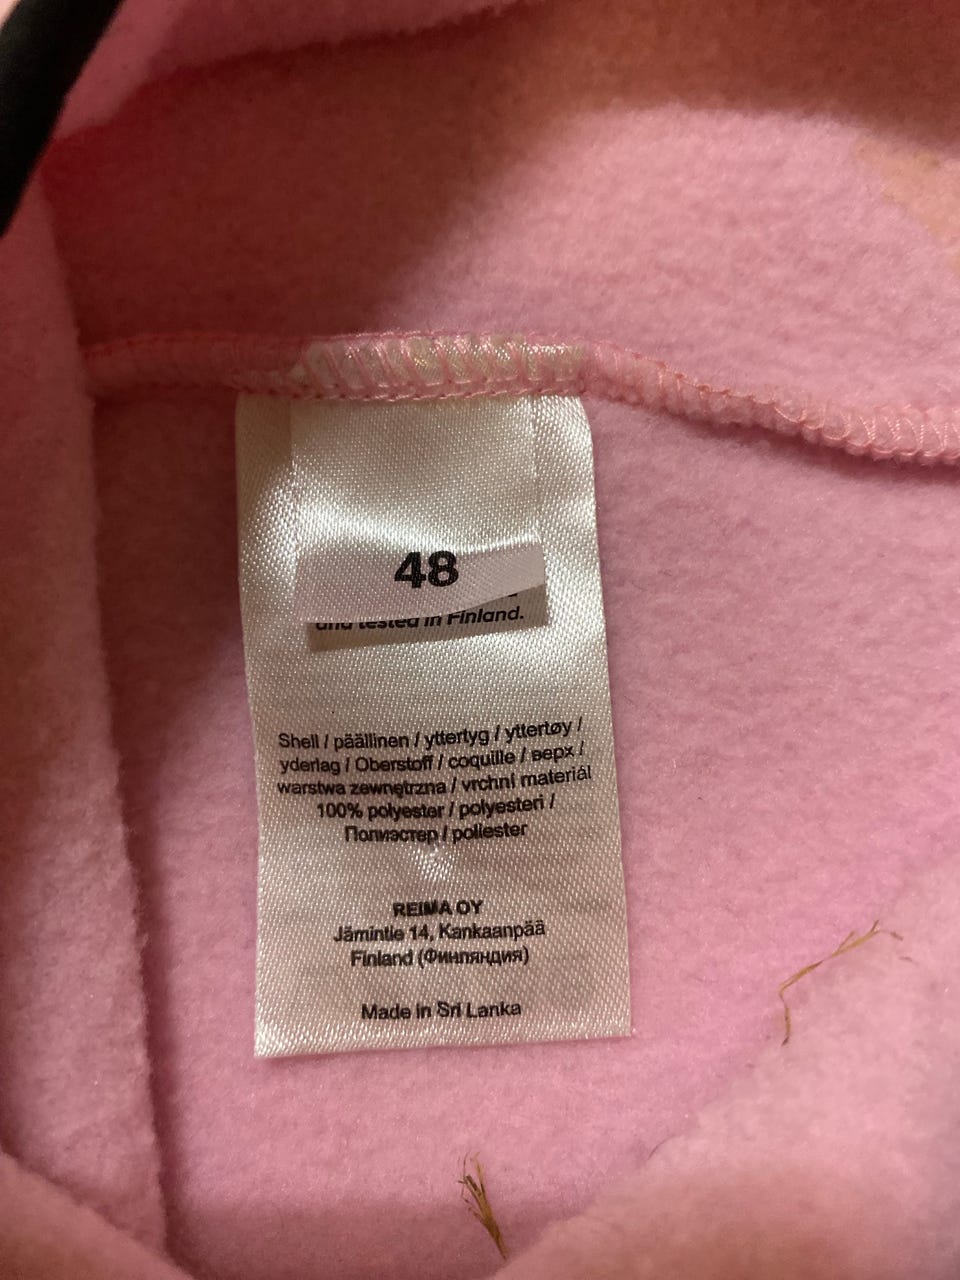 48
and tested in Finland.
Shell / päällinen / yttertyg / yttertøy /
yderlag / Oberstoff / coquille / верх /
warstwa zewnętrzna / vrchní materiál
100% polyester / polyesteri /
Полиэстер / poliester
REIMA OY
Jämintie 14, Kankaanpää
Finland (Финляндия)
Made in Sri Lanka